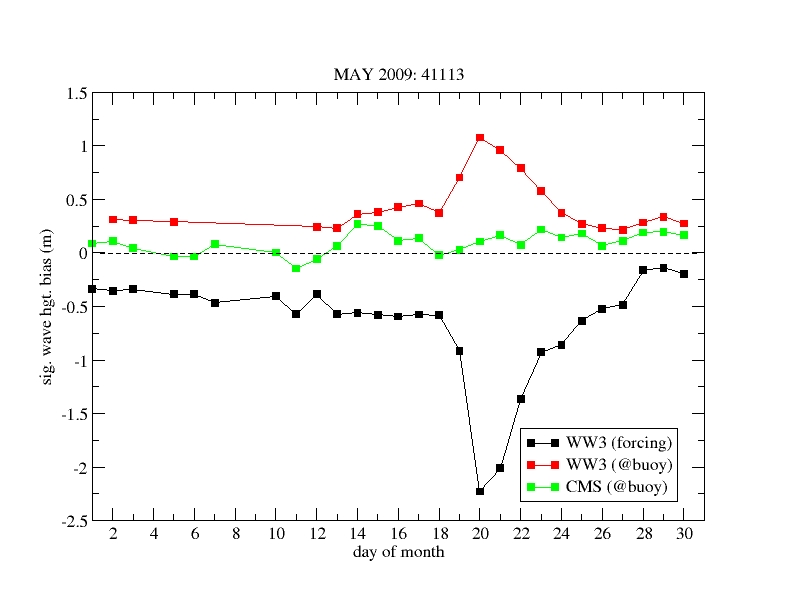 MAY 2009: 41113
1.5
1
0.5
0
-0.5
-1
-1.5
-2
-2.5
sig. wave hgt. bias (m)
WW3 (forcing)
WW3 (@buoy)
CMS (@buoy)
2 4 6 8 10 12 14 16 18 20 22 24 26 28 30
day of month